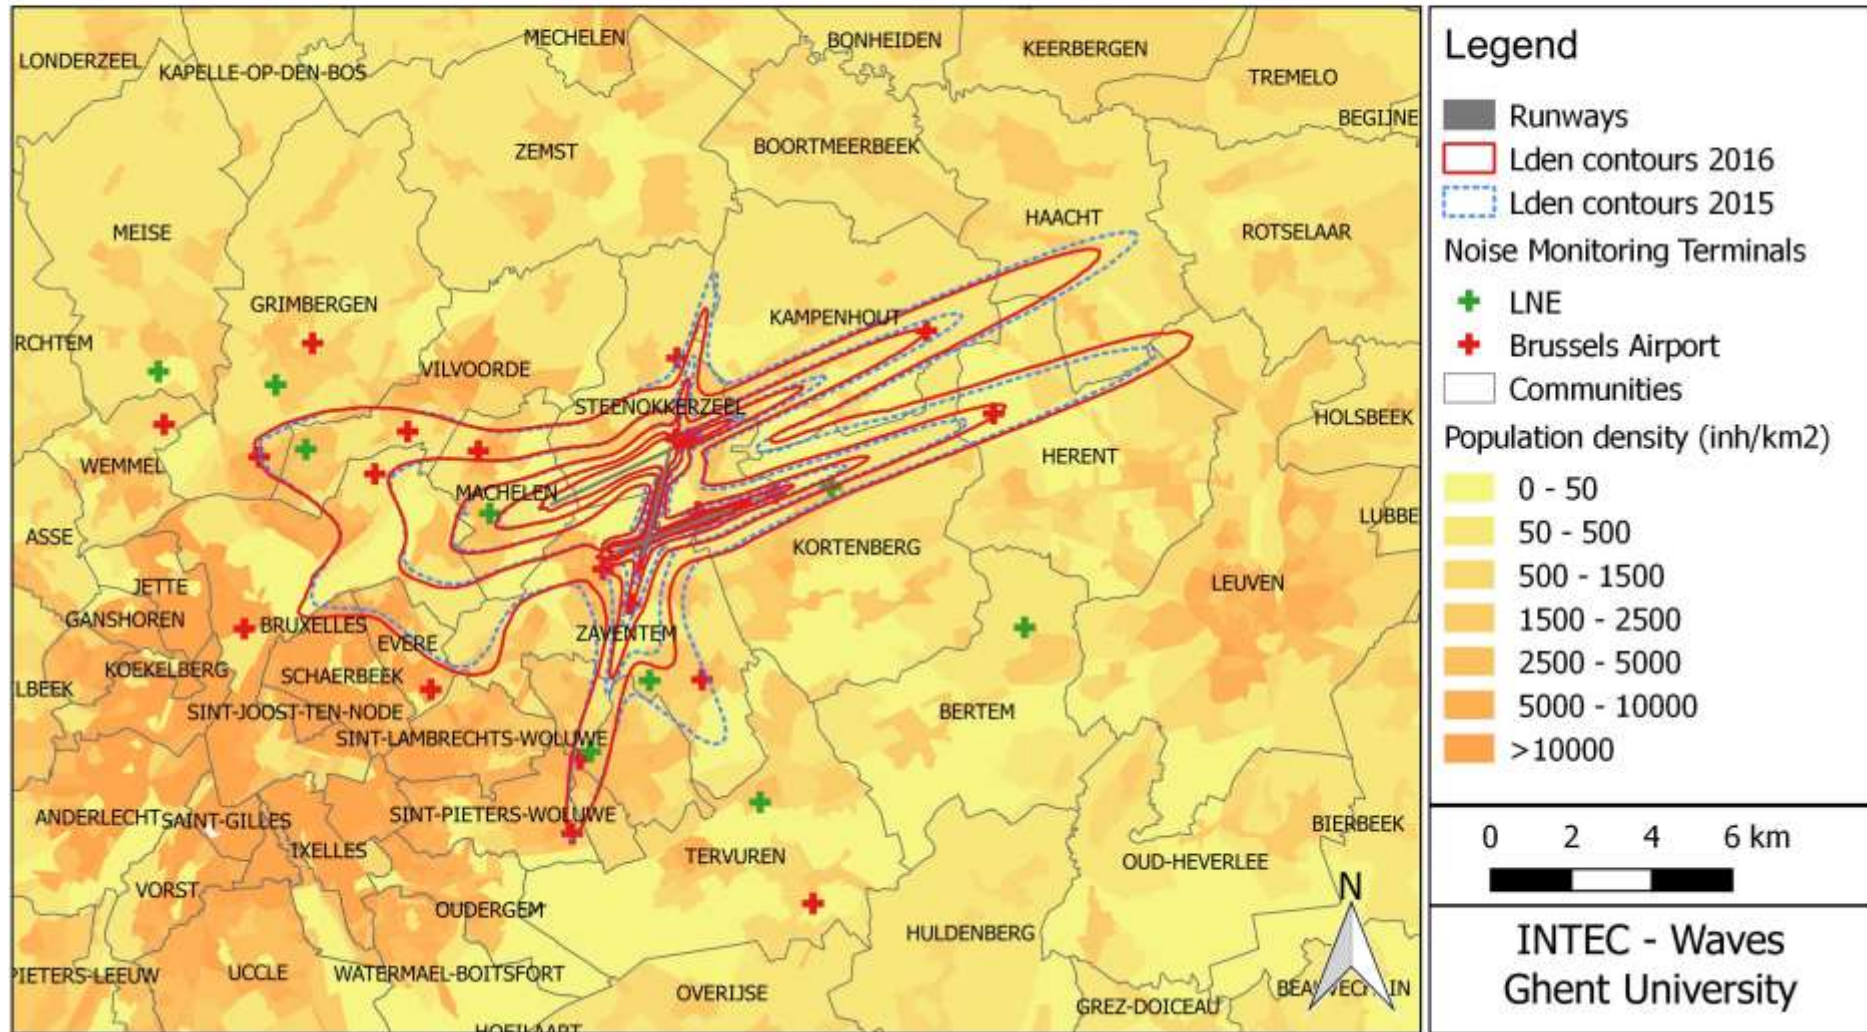 MECHELEN
BONHEIDEN
KEERBERGEN
LONDERZEEL
KAPELLE-OP-DEN-BOS
TREMELO
BEGIJNE
ZEMST
BOORTMEERBEEK
HAACHT
MEISE
ROTSELAAR
GRIMBERGEN
KAMPENHOUT
RCHTEM
VILVOORDE
STEENOKKERZEEL
HOLSBEEK
WEMMEL
HERENT
MACHELEN
LUBBE
ASSE
KORTENBERG
JETTE
LEUVEN
GANSHOREN
BRUXELLES
ZAVENTEM
EVERE
KOEKELBERG
SCHAERBEEK
LBEEK
SINT-JOOST-TEN-NODE
BERTEM
SINT-LAMBRECHTS-WOLUWE
ANDERLECHT
SAINT-GILLES
SINT-PIETERS-WOLUWE
BIERBEEK
IXELLES
TERVUREN
OUD-HEVERLEE
VORST
OUDERGEM
HULDENBERG
PIETERS-LEEUW
UCCLE
WATERMAEL-BOITSFORT
OVERIJSE
GREZ-DOICEAU
HOEILAART
N
Legend
Runways
Lden contours 2016
Lden contours 2015
Noise Monitoring Terminals
LNE
Brussels Airport
Communities
Population density (inh/km2)
0 - 50
50 - 500
500 - 1500
1500 - 2500
2500 - 5000
5000 - 10000
>10000
0 2 4 6 km
INTEC - Waves
Ghent University